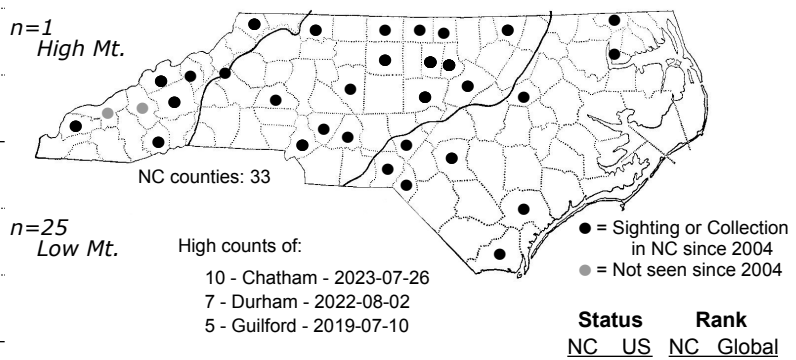 n=1
High Mt.
NC counties: 33
n=25
Low Mt.
High counts of:
10 - Chatham - 2023-07-26
7 - Durham - 2022-08-02
5 - Guilford - 2019-07-10
● = Sighting or Collection
in NC since 2004
● = Not seen since 2004
Status Rank
NC US NC Global